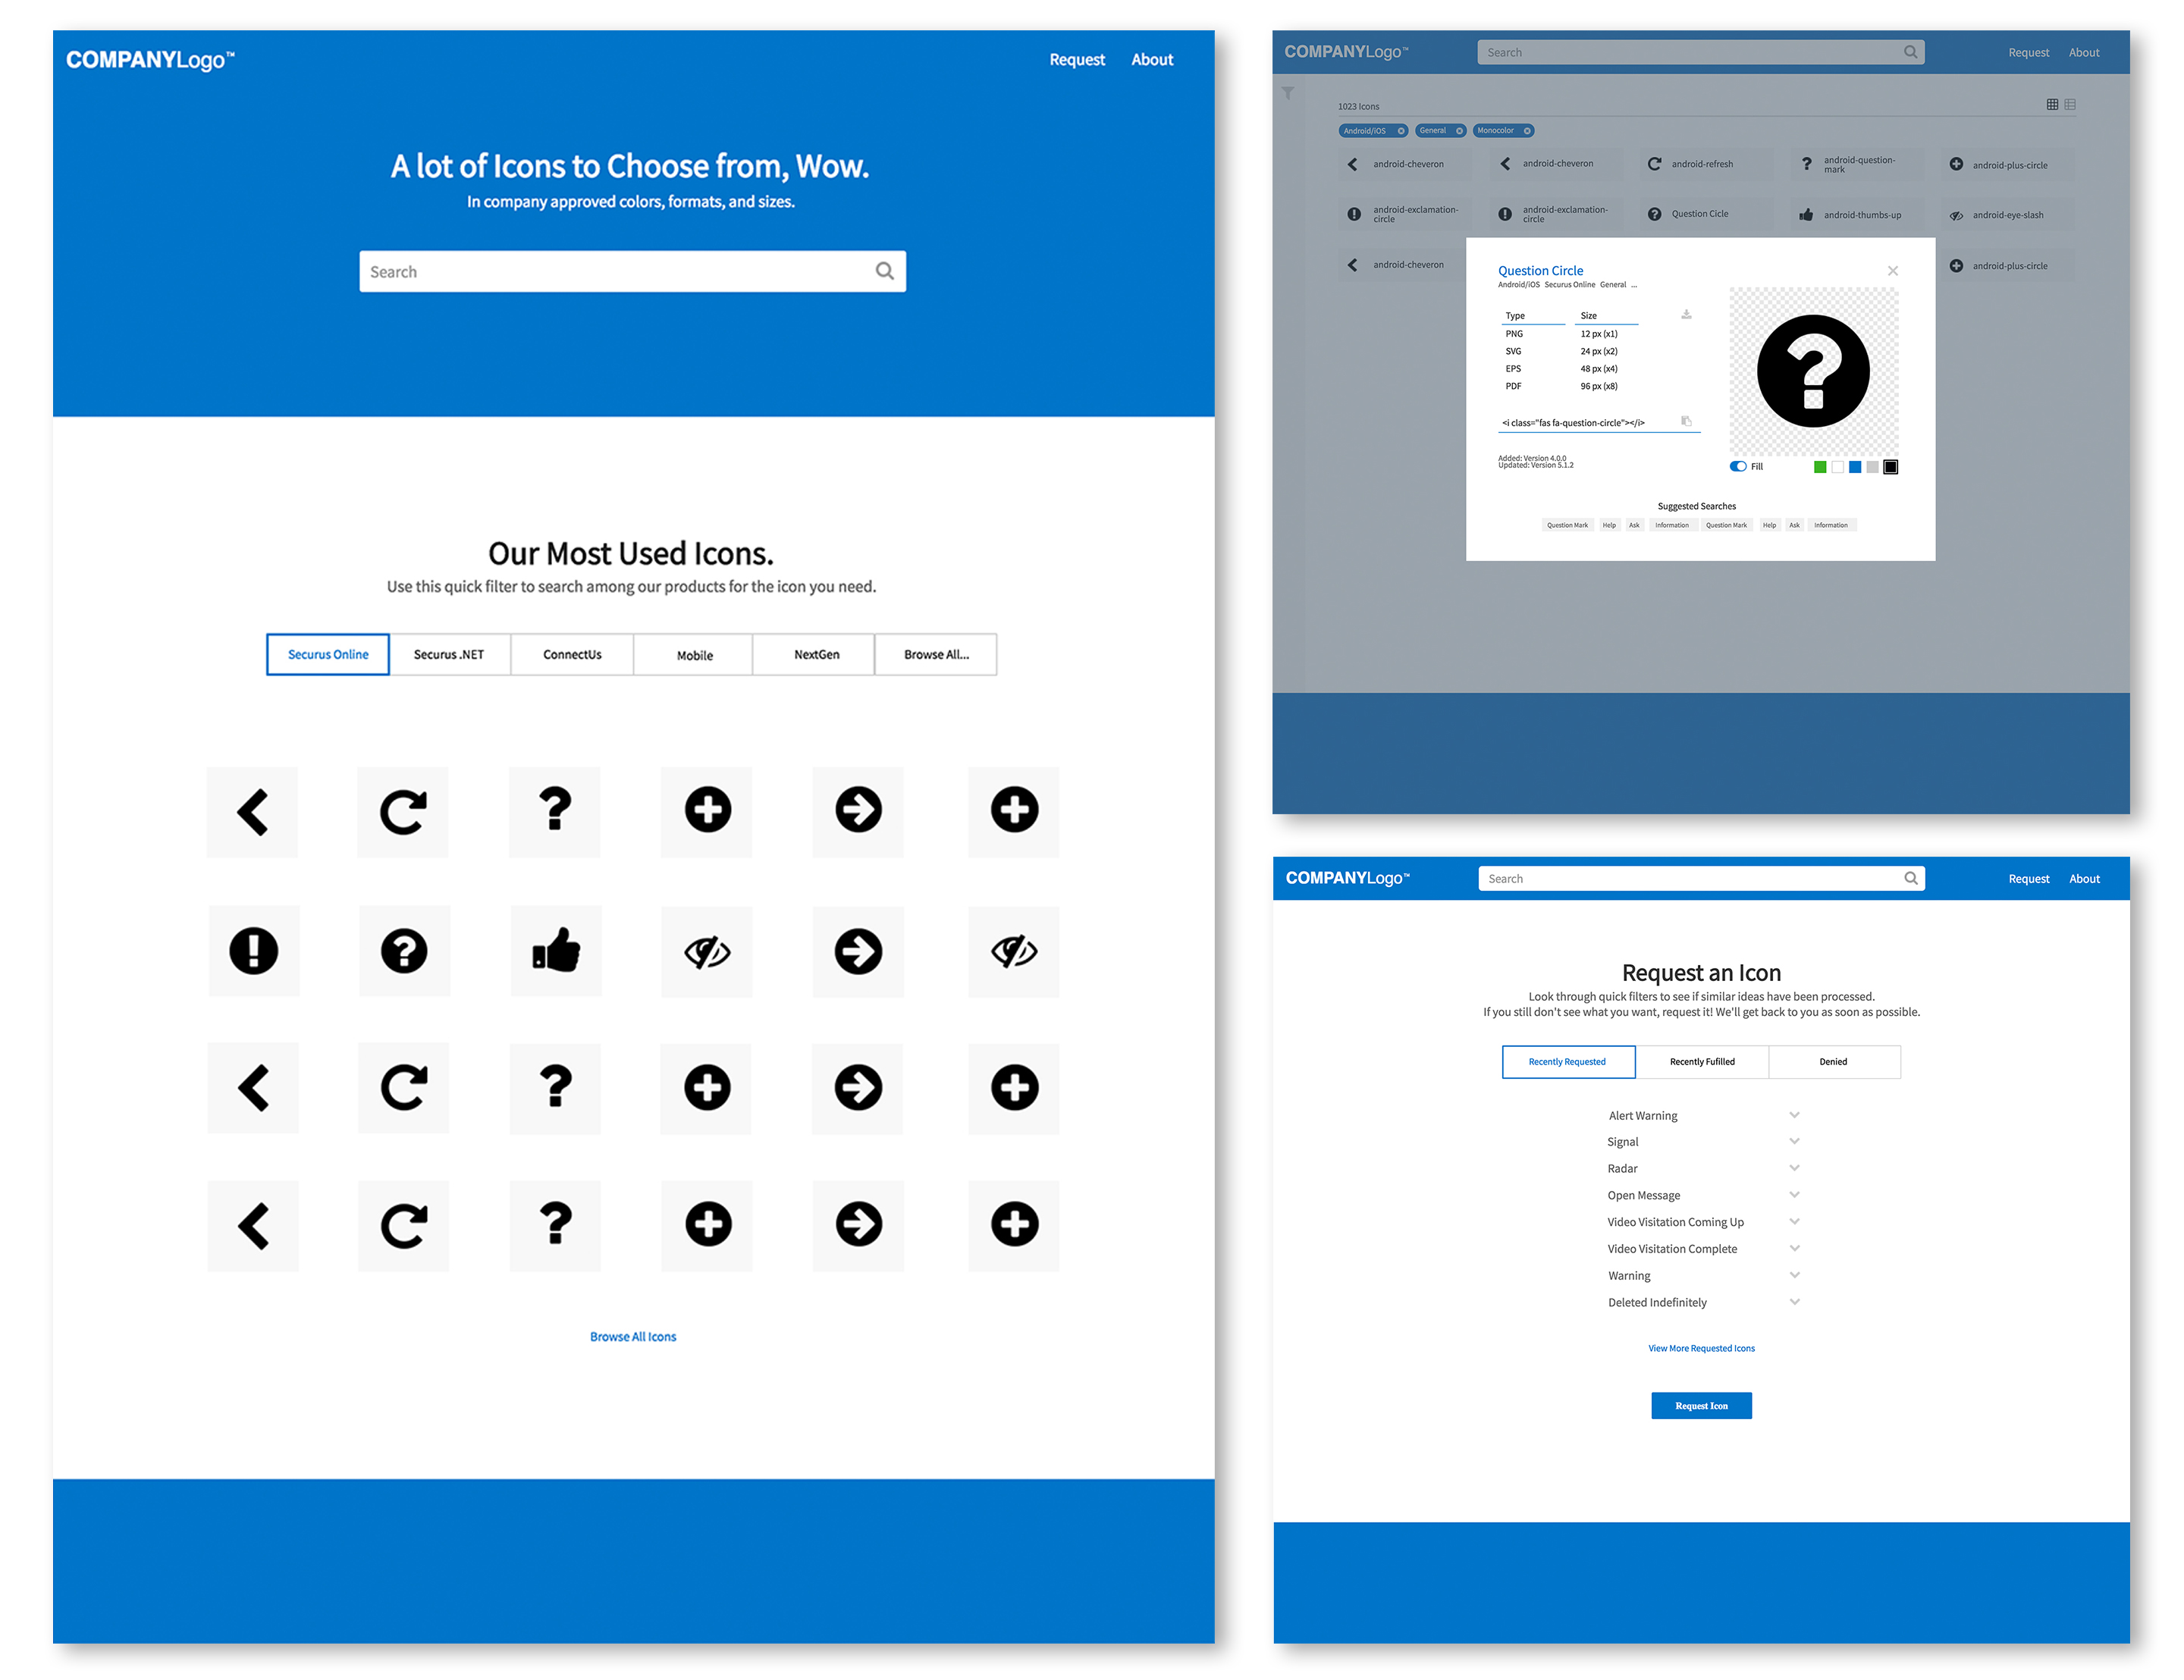 COMPANYLogo™
Request About
A lot of Icons to Choose from, Wow.
In company approved colors, formats, and sizes.
Search
Our Most Used Icons.
Use this quick filter to search among our products for the icon you need.
Securus Online Securus .NET ConnectUs Mobile NextGen Browse All...
Browse All Icons
COMPANYLogo™ Search Request About
1023 Icons
Android/iOS General Monocolor
android-cheveron android-cheveron android-refresh android-question-mark android-plus-circle
android-exclamation-circle android-exclamation-circle Question Cicle android-thumbs-up android-eye-slash
android-cheveron android-plus-circle
Question Circle
Android/iOS Securus Online General ...
Type Size
PNG 12 px (x1)
SVG 24 px (x2)
EPS 48 px (x4)
PDF 96 px (x8)
<i class="fas fa-question-circle"></i>
Added: Version 4.0.0
Updated: Version 5.1.2
Fill
Suggested Searches
Question Mark Help Ask Information Question Mark Help Ask Information
COMPANYLogo™ Search Request About
Request an Icon
Look through quick filters to see if similar ideas have been processed.
If you still don't see what you want, request it! We'll get back to you as soon as possible.
Recently Requested Recently Fufilled Denied
Alert Warning
Signal
Radar
Open Message
Video Visitation Coming Up
Video Visitation Complete
Warning
Deleted Indefinitely
View More Requested Icons
Request Icon